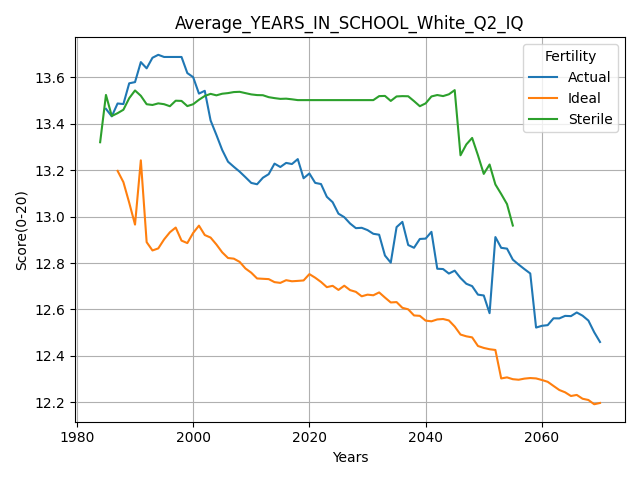 Average_YEARS_IN_SCHOOL_White_Q2_IQ
Fertility
Actual
Ideal
Sterile
Score(0-20)
13.6
13.4
13.2
13.0
12.8
12.6
12.4
12.2
1980
2000
2020
2040
2060
Years